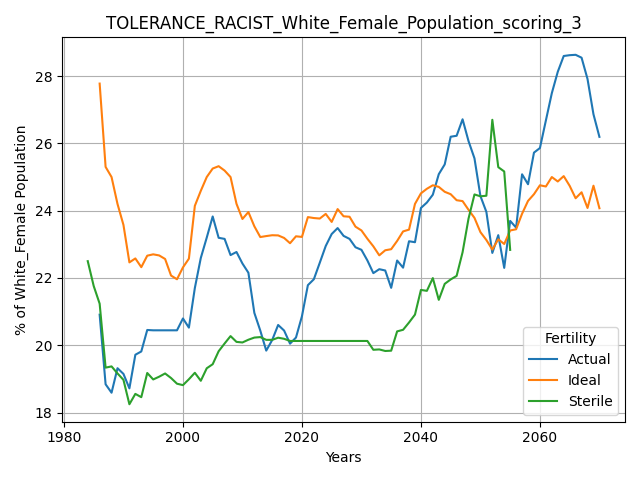 TOLERANCE_RACIST_White_Female_Population_scoring_3
% of White_Female Population
28
26
24
22
20
18
1980
2000
2020
2040
2060
Years
Fertility
Actual
Ideal
Sterile